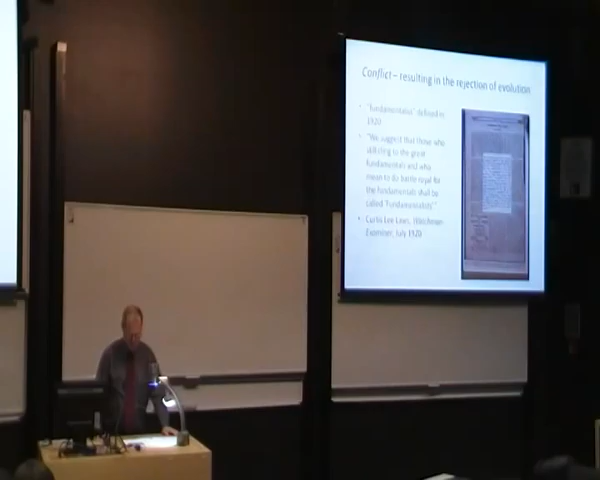 Conflict – resulting in the rejection of evolution
• "Fundamentalist" defined in
1920
• "We suggest that those who
still cling to the great
fundamentals and who
mean to do battle royal for
the fundamentals shall be
called 'Fundamentalists'"
• Curtis Lee Laws, Watchman-
Examiner, July 1920